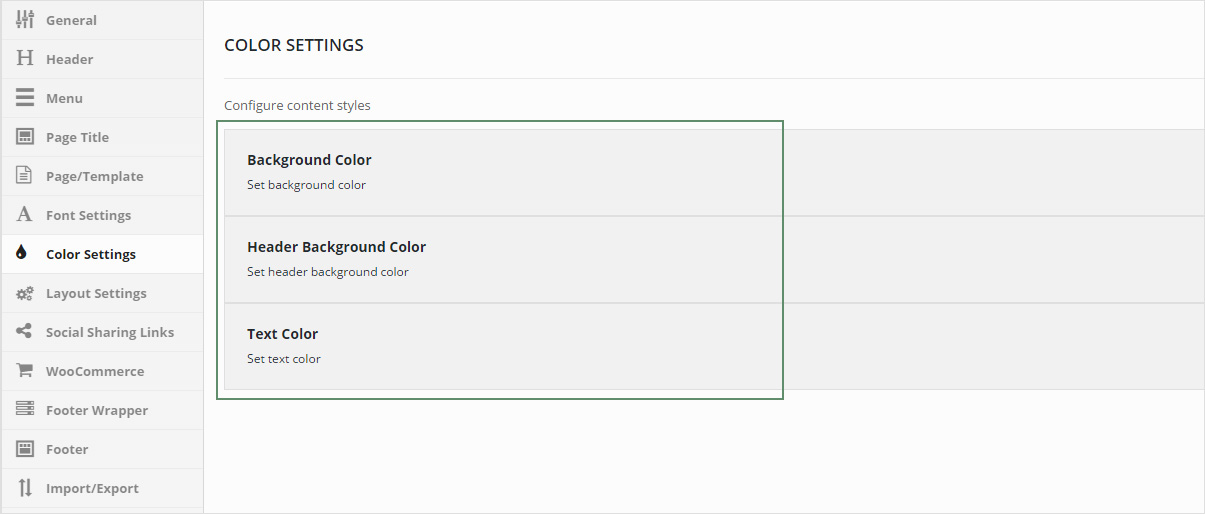 General
Header
Menu
Page Title
Page/Template
Font Settings
Color Settings
Layout Settings
Social Sharing Links
WooCommerce
Footer Wrapper
Footer
Import/Export
COLOR SETTINGS
Configure content styles
Background Color
Set background color
Header Background Color
Set header background color
Text Color
Set text color